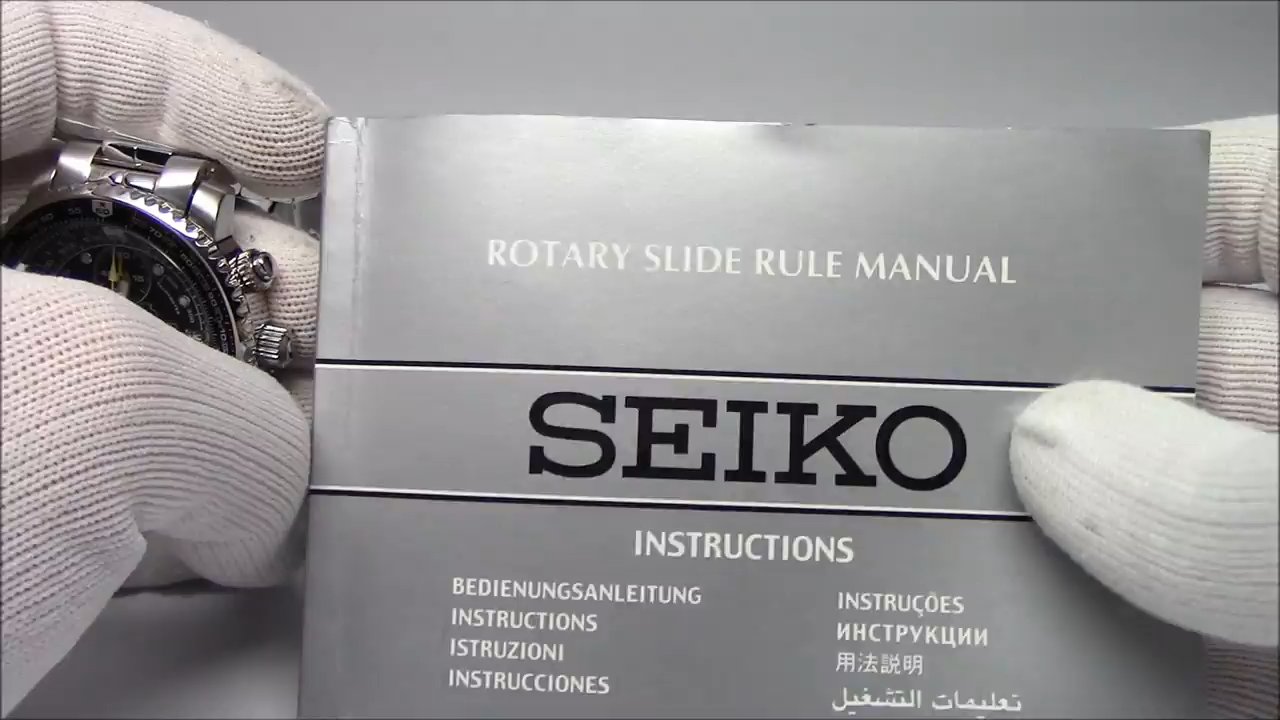 ROTARY SLIDE RULE MANUAL
SEIKO
INSTRUCTIONS
BEDIENUNGSANLEITUNG
INSTRUCTIONS
ISTRUZIONI
INSTRUCCIONES
INSTRUÇÕES
ИНСТРУКЦИИ
用法説明
تعليمات التشغيل